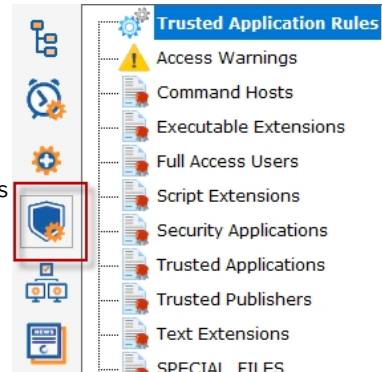 Trusted Application Rules
Access Warnings
Command Hosts
Executable Extensions
Full Access Users
Script Extensions
s
Security Applications
Trusted Applications
Trusted Publishers
Text Extensions
SPECIAL_FILES